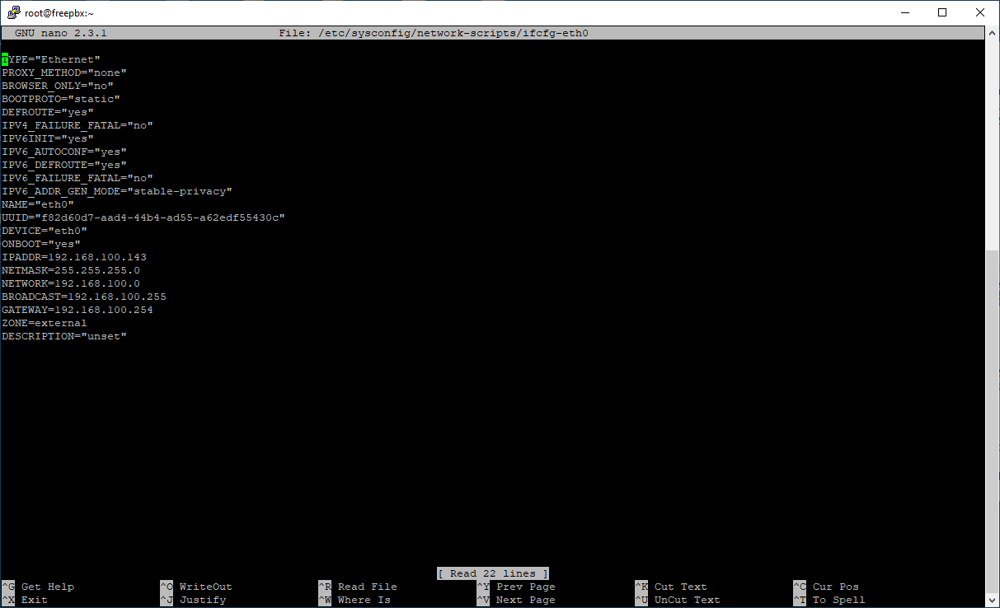 root@freepbx:~
GNU nano 2.3.1 File: /etc/sysconfig/network-scripts/ifcfg-eth0
TYPE="Ethernet"
PROXY_METHOD="none"
BROWSER_ONLY="no"
BOOTPROTO="static"
DEFROUTE="yes"
IPV4_FAILURE_FATAL="no"
IPV6INIT="yes"
IPV6_AUTOCONF="yes"
IPV6_DEFROUTE="yes"
IPV6_FAILURE_FATAL="no"
IPV6_ADDR_GEN_MODE="stable-privacy"
NAME="eth0"
UUID="f82d60d7-aad4-44b4-ad55-a62edf55430c"
DEVICE="eth0"
ONBOOT="yes"
IPADDR=192.168.100.143
NETMASK=255.255.255.0
NETWORK=192.168.100.0
BROADCAST=192.168.100.255
GATEWAY=192.168.100.254
ZONE=external
DESCRIPTION="unset"
[ Read 22 lines ]
^G Get Help ^O WriteOut ^R Read File ^Y Prev Page ^K Cut Text ^C Cur Pos
^X Exit ^J Justify ^W Where Is ^V Next Page ^U UnCut Text ^T To Spell